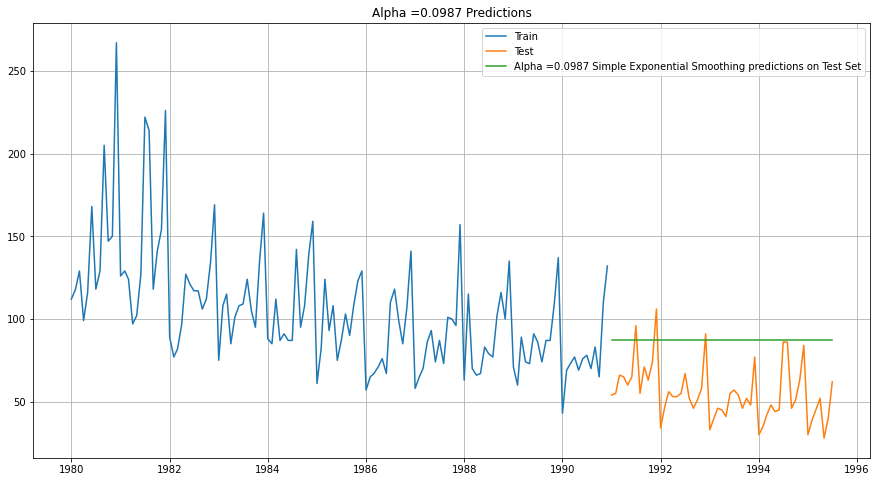 Alpha =0.0987 Predictions
Train
Test
Alpha =0.0987 Simple Exponential Smoothing predictions on Test Set
250
200
150
100
50
1980 1982 1984 1986 1988 1990 1992 1994 1996